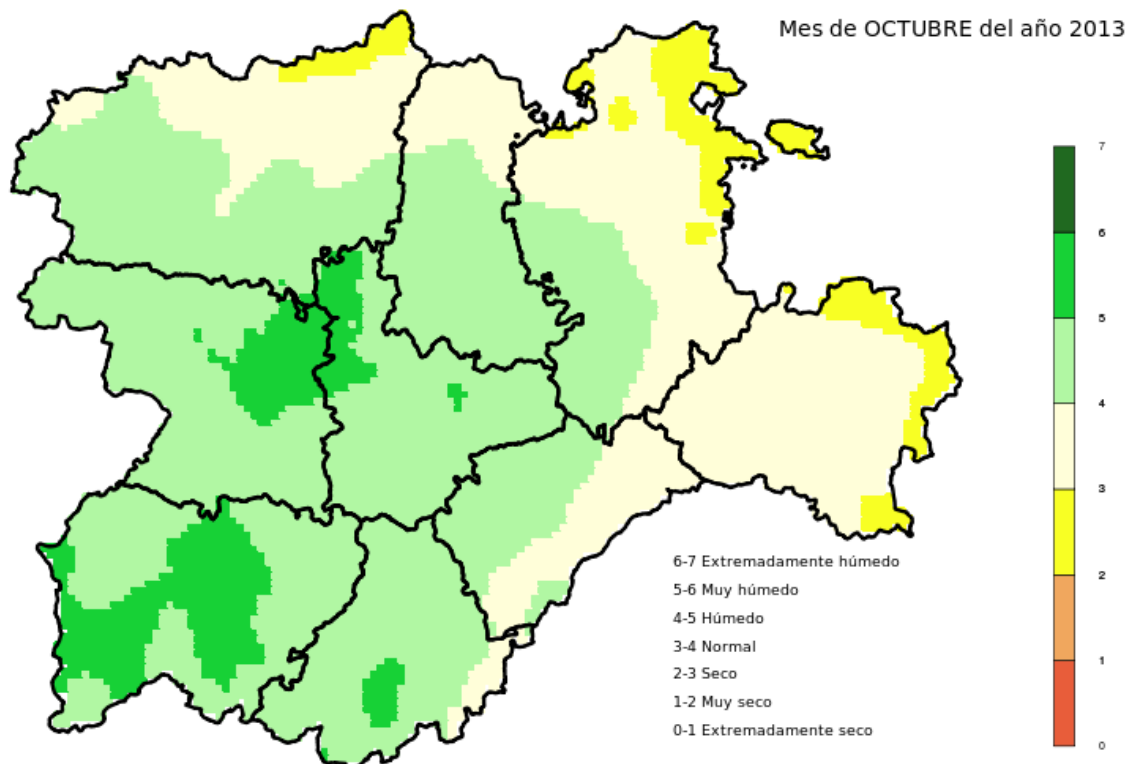 Mes de OCTUBRE del año 2013
7
6
5
4
3
2
1
0
6-7 Extremadamente húmedo
5-6 Muy húmedo
4-5 Húmedo
3-4 Normal
2-3 Seco
1-2 Muy seco
0-1 Extremadamente seco